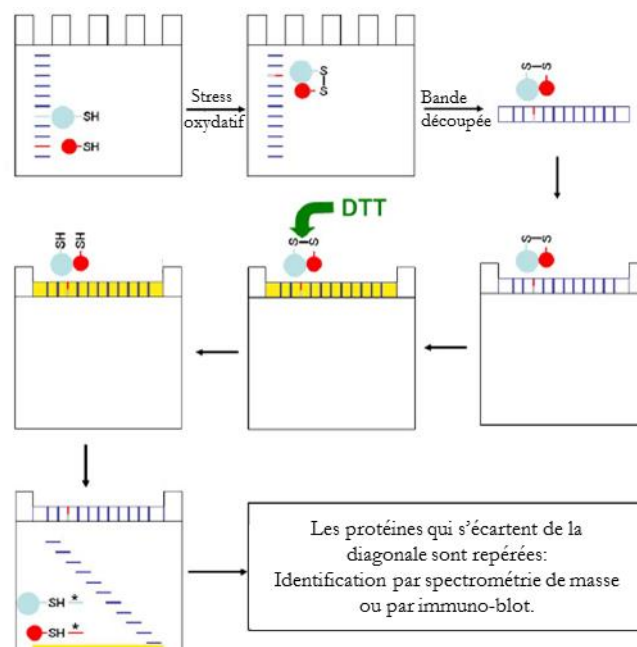 SH
SH
Stress
oxydatif
S
S
Bande
découpée
S-S
SH SH
S-S
DTT
S-S
SH *
SH *
Les protéines qui s'écartent de la
diagonale sont repérées:
Identification par spectrométrie de masse
ou par immuno-blot.